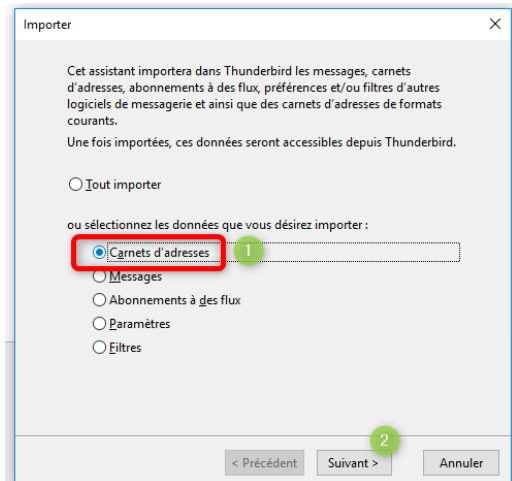 Importer
Cet assistant importera dans Thunderbird les messages, carnets
d'adresses, abonnements à des flux, préférences et/ou filtres d'autres
logiciels de messagerie et ainsi que des carnets d'adresses de formats
courants.
Une fois importées, ces données seront accessibles depuis Thunderbird.
Tout importer
ou sélectionnez les données que vous désirez importer :
Carnets d'adresses 1
Messages
Abonnements à des flux
Paramètres
Filtres
2
< Précédent Suivant > Annuler